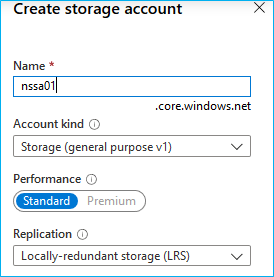 Create storage account
Name *
nssa01
.core.windows.net
Account kind
Storage (general purpose v1)
Performance
Standard Premium
Replication
Locally-redundant storage (LRS)